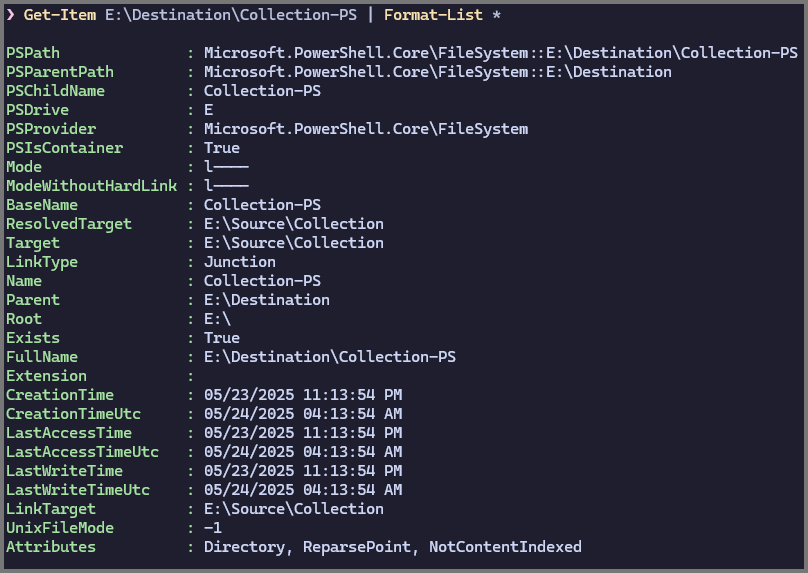 ❯ Get-Item E:\Destination\Collection-PS | Format-List *
PSPath              : Microsoft.PowerShell.Core\FileSystem::E:\Destination\Collection-PS
PSParentPath        : Microsoft.PowerShell.Core\FileSystem::E:\Destination
PSChildName         : Collection-PS
PSDrive             : E
PSProvider          : Microsoft.PowerShell.Core\FileSystem
PSIsContainer       : True
Mode                : l----
ModeWithoutHardLink : l----
BaseName            : Collection-PS
ResolvedTarget      : E:\Source\Collection
Target              : E:\Source\Collection
LinkType            : Junction
Name                : Collection-PS
Parent              : E:\Destination
Root                : E:\
Exists              : True
FullName            : E:\Destination\Collection-PS
Extension           :
CreationTime        : 05/23/2025 11:13:54 PM
CreationTimeUtc     : 05/24/2025 04:13:54 AM
LastAccessTime      : 05/23/2025 11:13:54 PM
LastAccessTimeUtc   : 05/24/2025 04:13:54 AM
LastWriteTime       : 05/23/2025 11:13:54 PM
LastWriteTimeUtc    : 05/24/2025 04:13:54 AM
LinkTarget          : E:\Source\Collection
UnixFileMode        : -1
Attributes          : Directory, ReparsePoint, NotContentIndexed